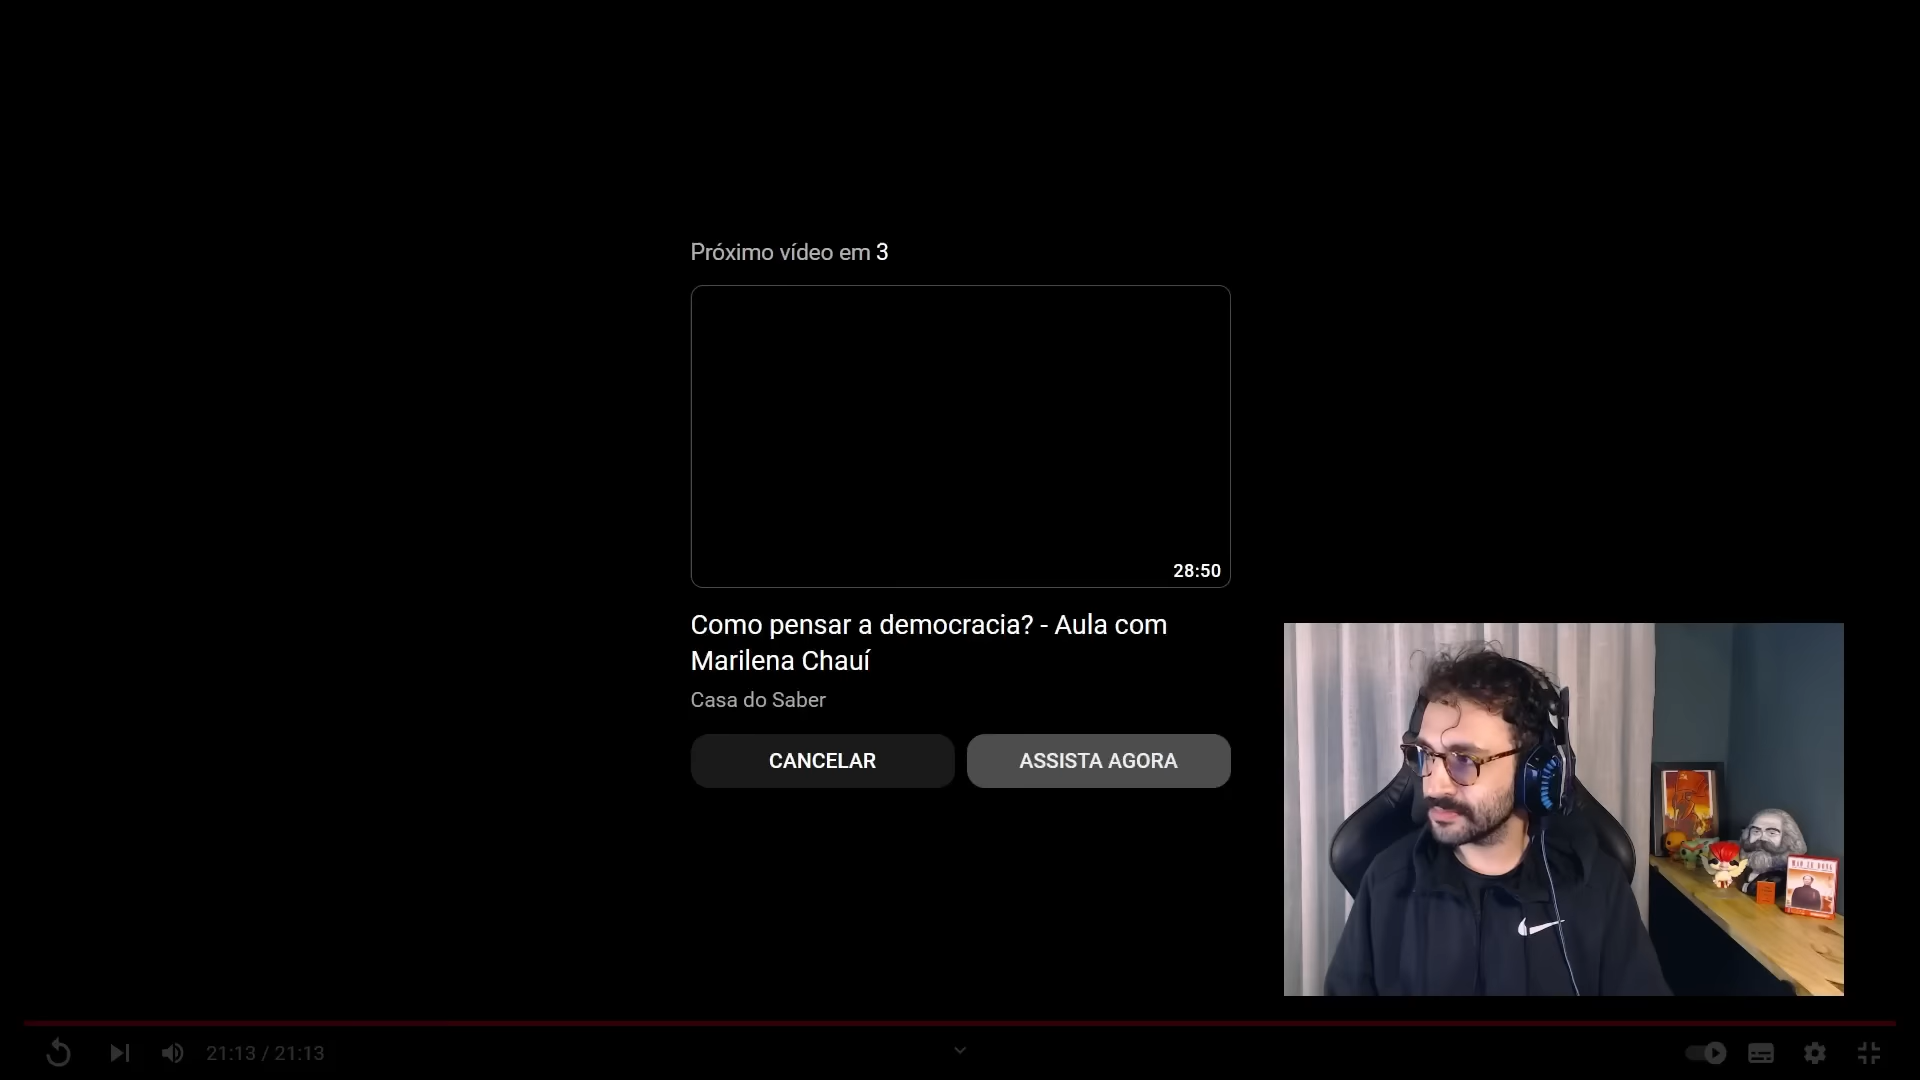 Próximo vídeo em 3
28:50
Como pensar a democracia? - Aula com
Marilena Chauí
Casa do Saber
CANCELAR
ASSISTA AGORA
21:13 / 21:13